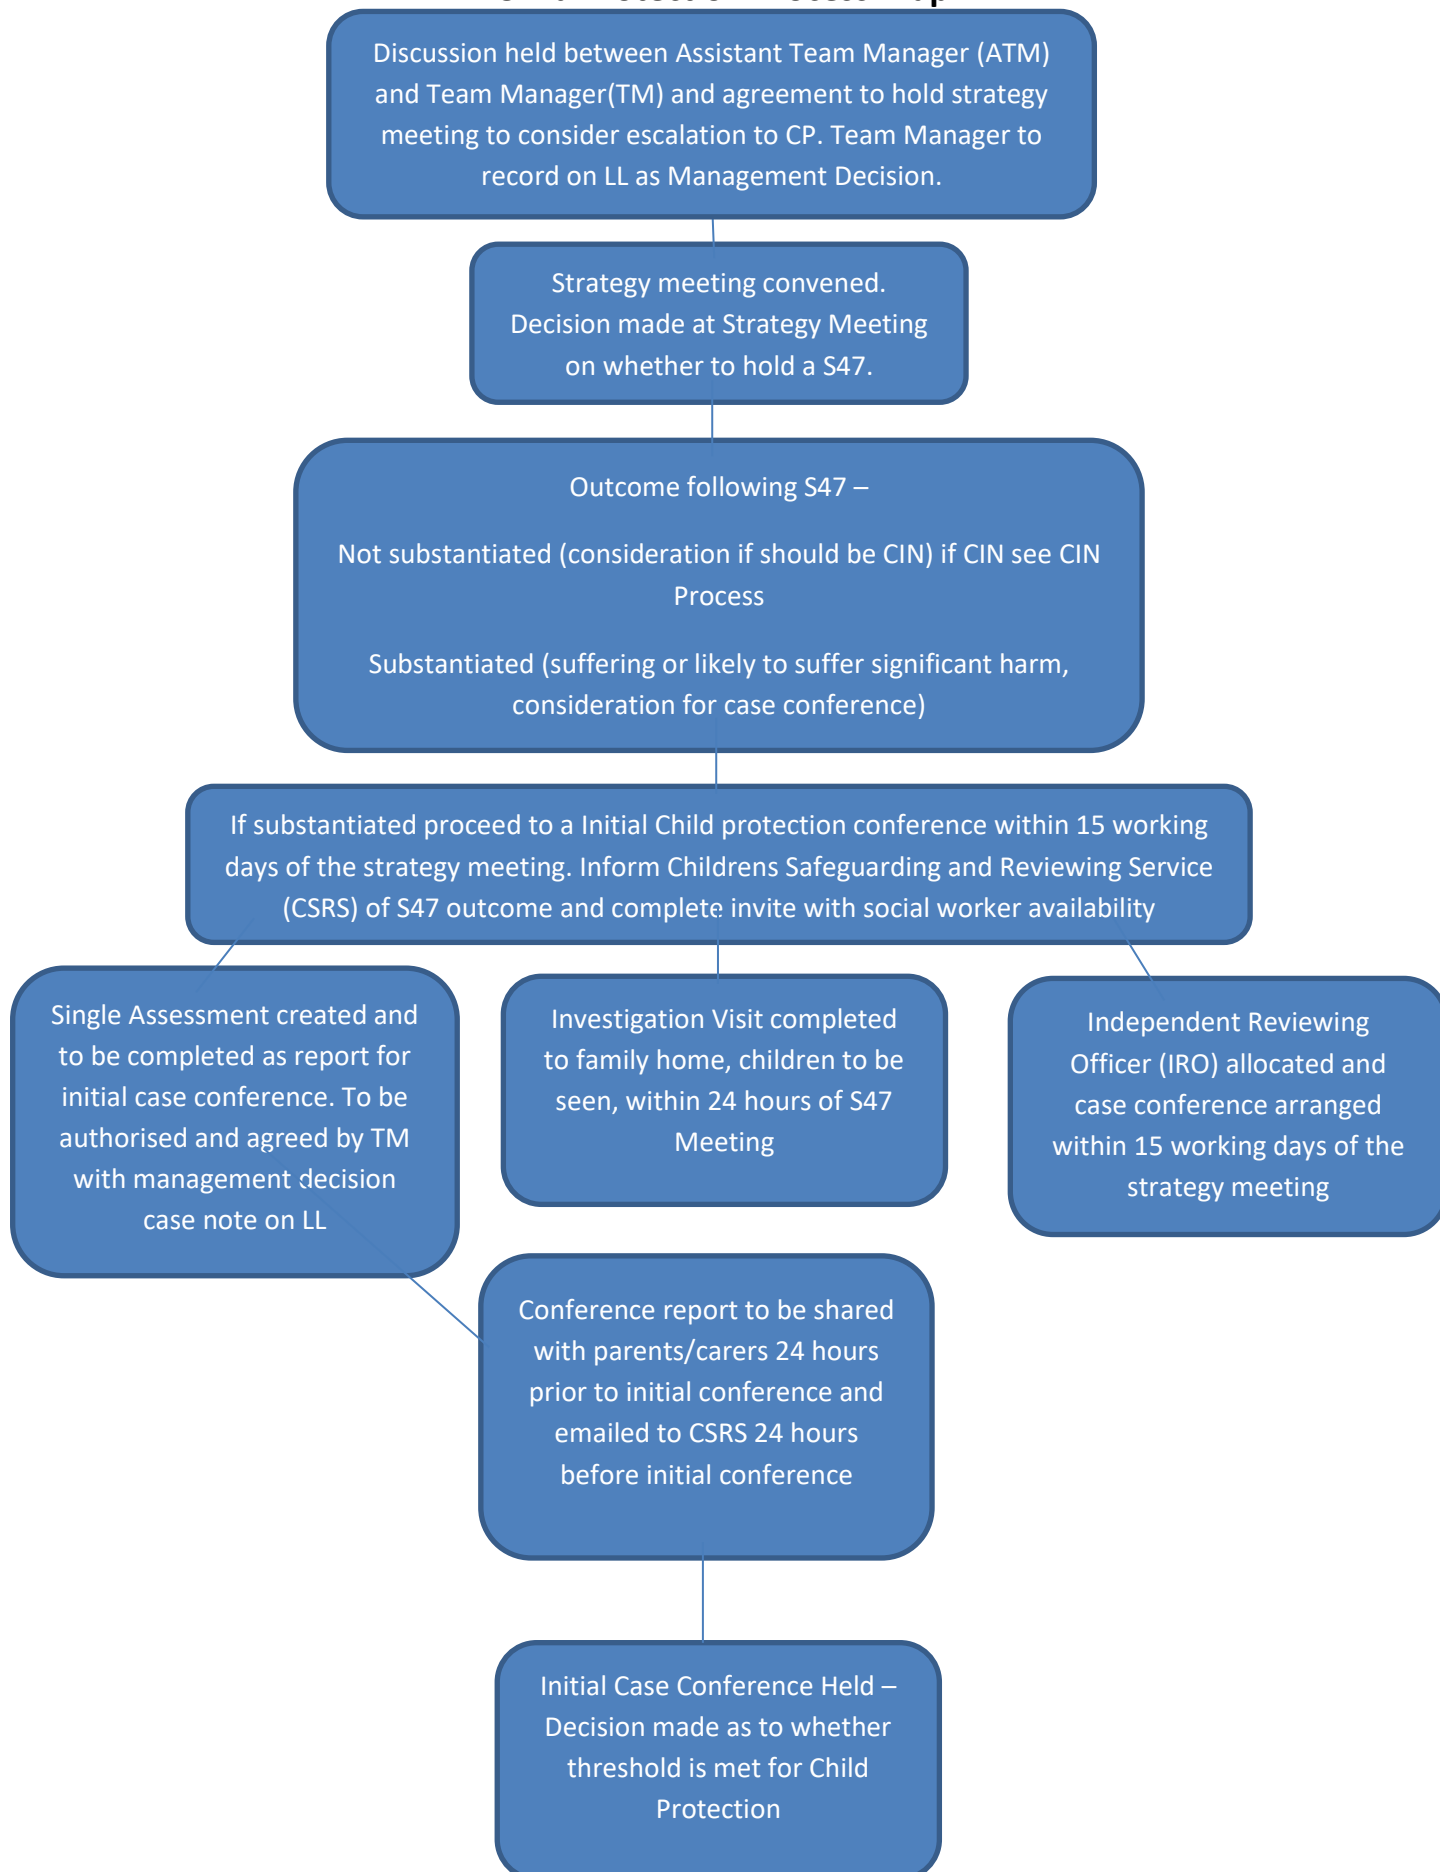 Discussion held between Assistant Team Manager (ATM)
and Team Manager(TM) and agreement to hold strategy
meeting to consider escalation to CP. Team Manager to
record on LL as Management Decision.
Strategy meeting convened.
Decision made at Strategy Meeting
on whether to hold a S47.
Outcome following S47 –
Not substantiated (consideration if should be CIN) if CIN see CIN
Process
Substantiated (suffering or likely to suffer significant harm,
consideration for case conference)
If substantiated proceed to a Initial Child protection conference within 15 working
days of the strategy meeting. Inform Childrens Safeguarding and Reviewing Service
(CSRS) of S47 outcome and complete invite with social worker availability
Single Assessment created and
to be completed as report for
initial case conference. To be
authorised and agreed by TM
with management decision
case note on LL
Investigation Visit completed
to family home, children to be
seen, within 24 hours of S47
Meeting
Independent Reviewing
Officer (IRO) allocated and
case conference arranged
within 15 working days of the
strategy meeting
Conference report to be shared
with parents/carers 24 hours
prior to initial conference and
emailed to CSRS 24 hours
before initial conference
Initial Case Conference Held –
Decision made as to whether
threshold is met for Child
Protection